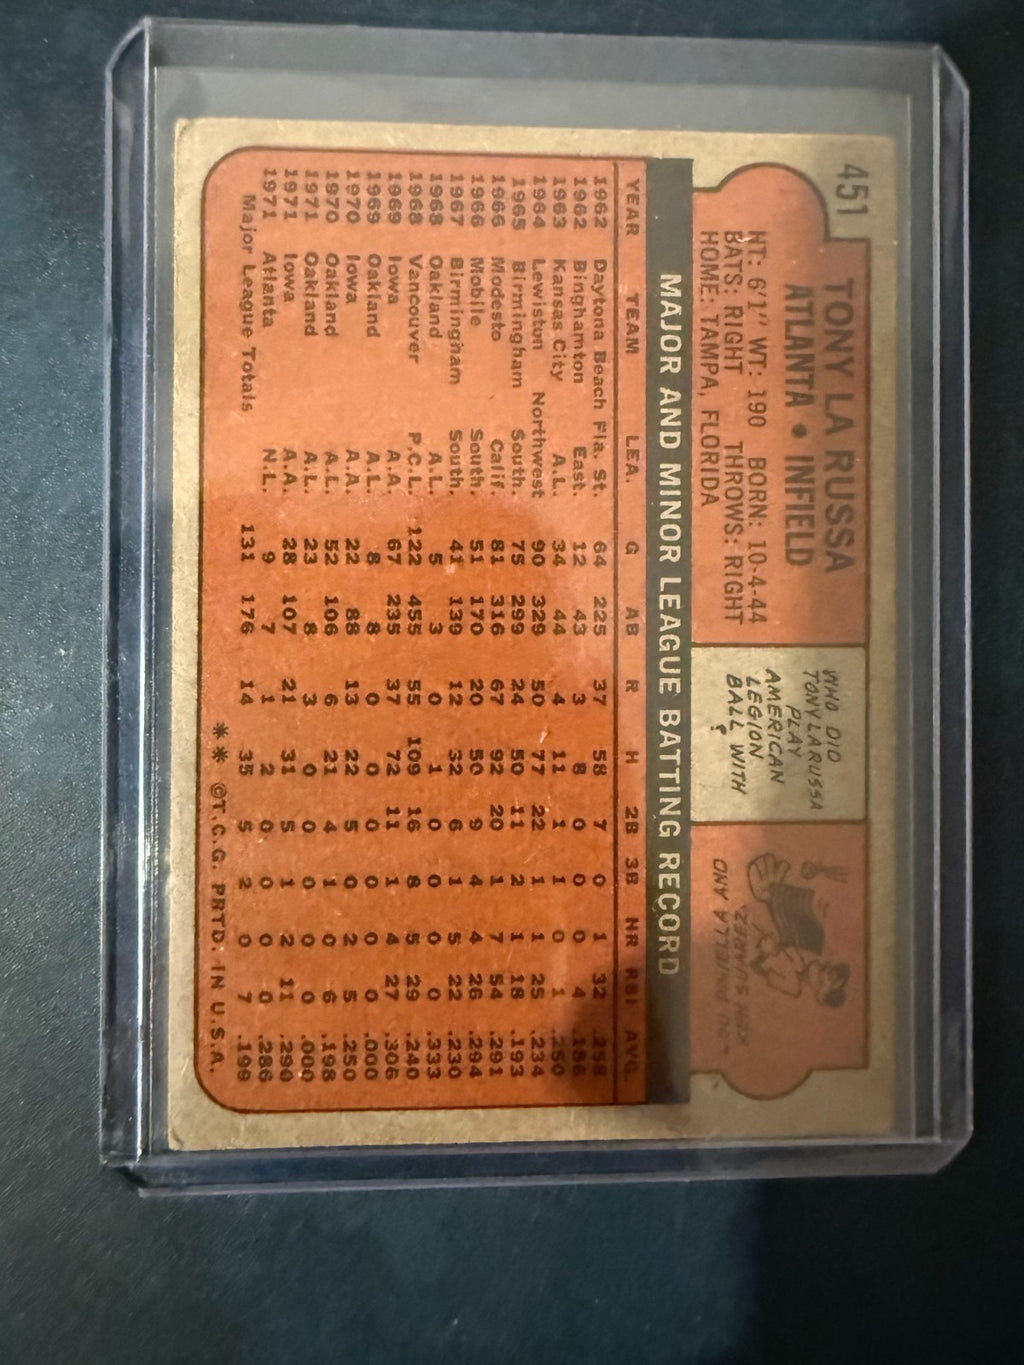 451
TONY LA RUSSA
ATLANTA • INFIELD
HT: 6'1" WT: 190 BORN: 10-4-44
BATS: RIGHT THROWS: RIGHT
HOME: TAMPA, FLORIDA
WHO DID
TONY LARUSSA
PLAY
AMERICAN
LEGION
BALL WITH
?
LOU PINIELLA AND
KEN SUAREZ.
MAJOR AND MINOR LEAGUE BATTING RECORD
YEAR TEAM LEA. G AB R H 2B 3B HR RBI AVG.
1962 Daytona Beach Fla. St. 64 225 37 58 7 0 1 32 .258
1962 Binghamton East. 12 43 3 8 0 0 0 4 .186
1963 Kansas City A.L. 34 44 4 11 1 1 0 1 .250
1964 Lewiston Northwest 90 329 50 77 22 1 1 25 .234
1965 Birmingham South. 75 299 24 50 11 2 1 18 .193
1966 Modesto Calif. 81 316 67 92 20 1 7 54 .291
1966 Mobile South. 51 170 20 50 9 4 4 26 .294
1967 Birmingham South. 41 139 12 32 6 1 5 22 .230
1968 Oakland A.L. 5 3 0 1 0 0 0 0 .333
1968 Vancouver P.C.L. 122 455 55 109 16 8 5 29 .240
1969 Iowa A.A. 67 235 37 72 11 1 4 27 .306
1969 Oakland A.L. 8 8 0 0 0 0 0 0 .000
1970 Iowa A.A. 22 88 13 22 5 0 2 5 .250
1970 Oakland A.L. 52 106 6 21 4 1 0 6 .198
1971 Oakland A.L. 23 8 3 0 0 0 0 0 .000
1971 Iowa A.A. 28 107 21 31 5 1 2 11 .290
1971 Atlanta N.L. 9 7 1 2 0 0 0 0 .286
Major League Totals 131 176 14 35 5 2 0 7 .199
** ©T.C.G. PRTD. IN U.S.A.